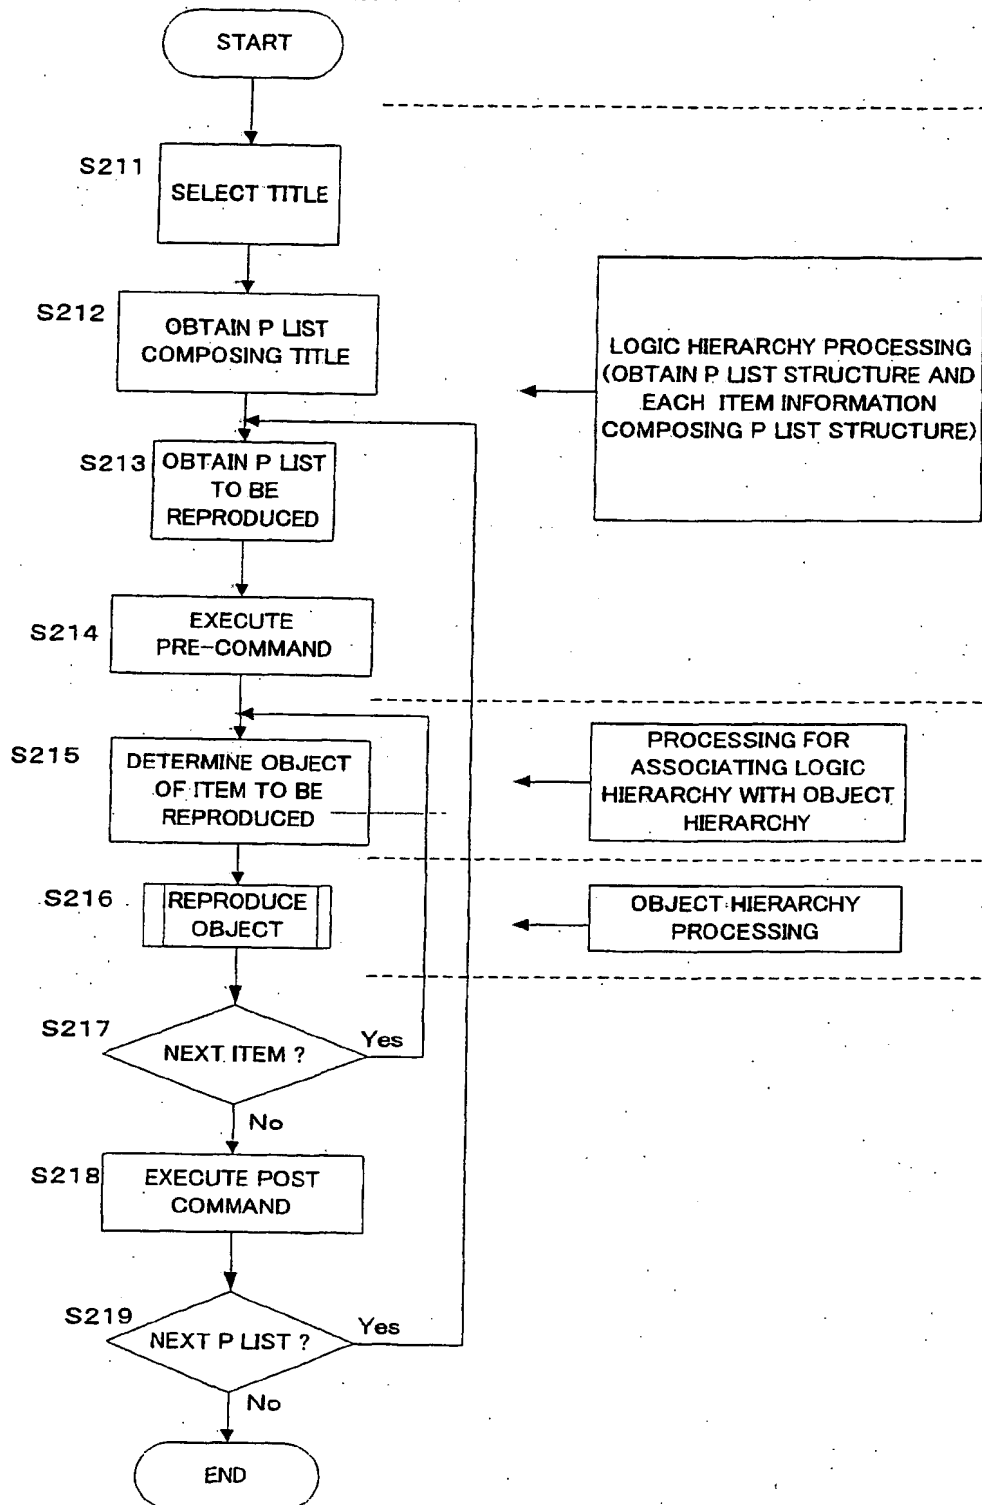 START
S211
SELECT TITLE
S212
OBTAIN P LIST
COMPOSING TITLE
LOGIC HIERARCHY PROCESSING
(OBTAIN P LIST STRUCTURE AND
EACH ITEM INFORMATION
COMPOSING P LIST STRUCTURE)
S213
OBTAIN P LIST
TO BE
REPRODUCED
S214
EXECUTE
PRE-COMMAND
S215
DETERMINE OBJECT
OF ITEM TO BE
REPRODUCED
PROCESSING FOR
ASSOCIATING LOGIC
HIERARCHY WITH OBJECT
HIERARCHY
S216
REPRODUCE
OBJECT
OBJECT HIERARCHY
PROCESSING
S217
NEXT ITEM ?
Yes
No
S218
EXECUTE POST
COMMAND
S219
NEXT P LIST ?
Yes
No
END